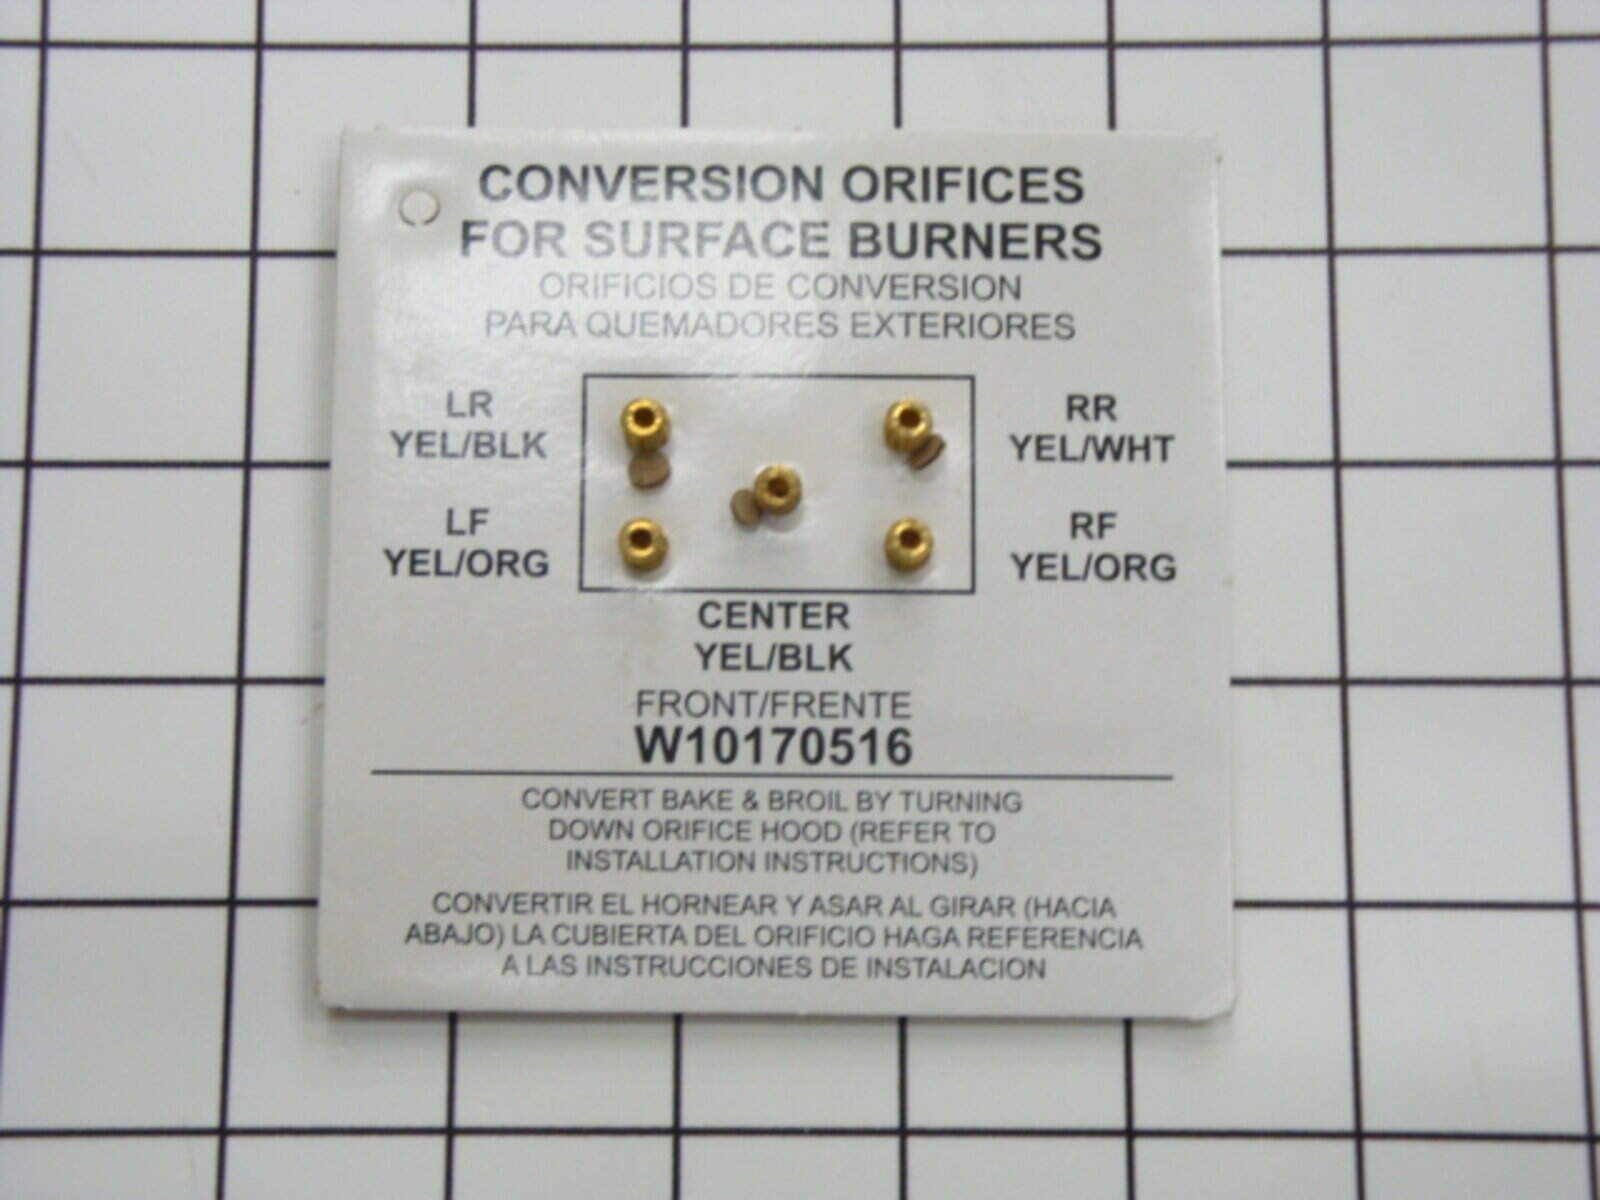 CONVERSION ORIFICES
FOR SURFACE BURNERS
ORIFICIOS DE CONVERSION
PARA QUEMADORES EXTERIORES
LR
YEL/BLK
RR
YEL/WHT
LF
YEL/ORG
RF
YEL/ORG
CENTER
YEL/BLK
FRONT/FRENTE
W10170516
CONVERT BAKE & BROIL BY TURNING
DOWN ORIFICE HOOD (REFER TO
INSTALLATION INSTRUCTIONS)
CONVERTIR EL HORNEAR Y ASAR AL GIRAR (HACIA
ABAJO) LA CUBIERTA DEL ORIFICIO HAGA REFERENCIA
A LAS INSTRUCCIONES DE INSTALACION